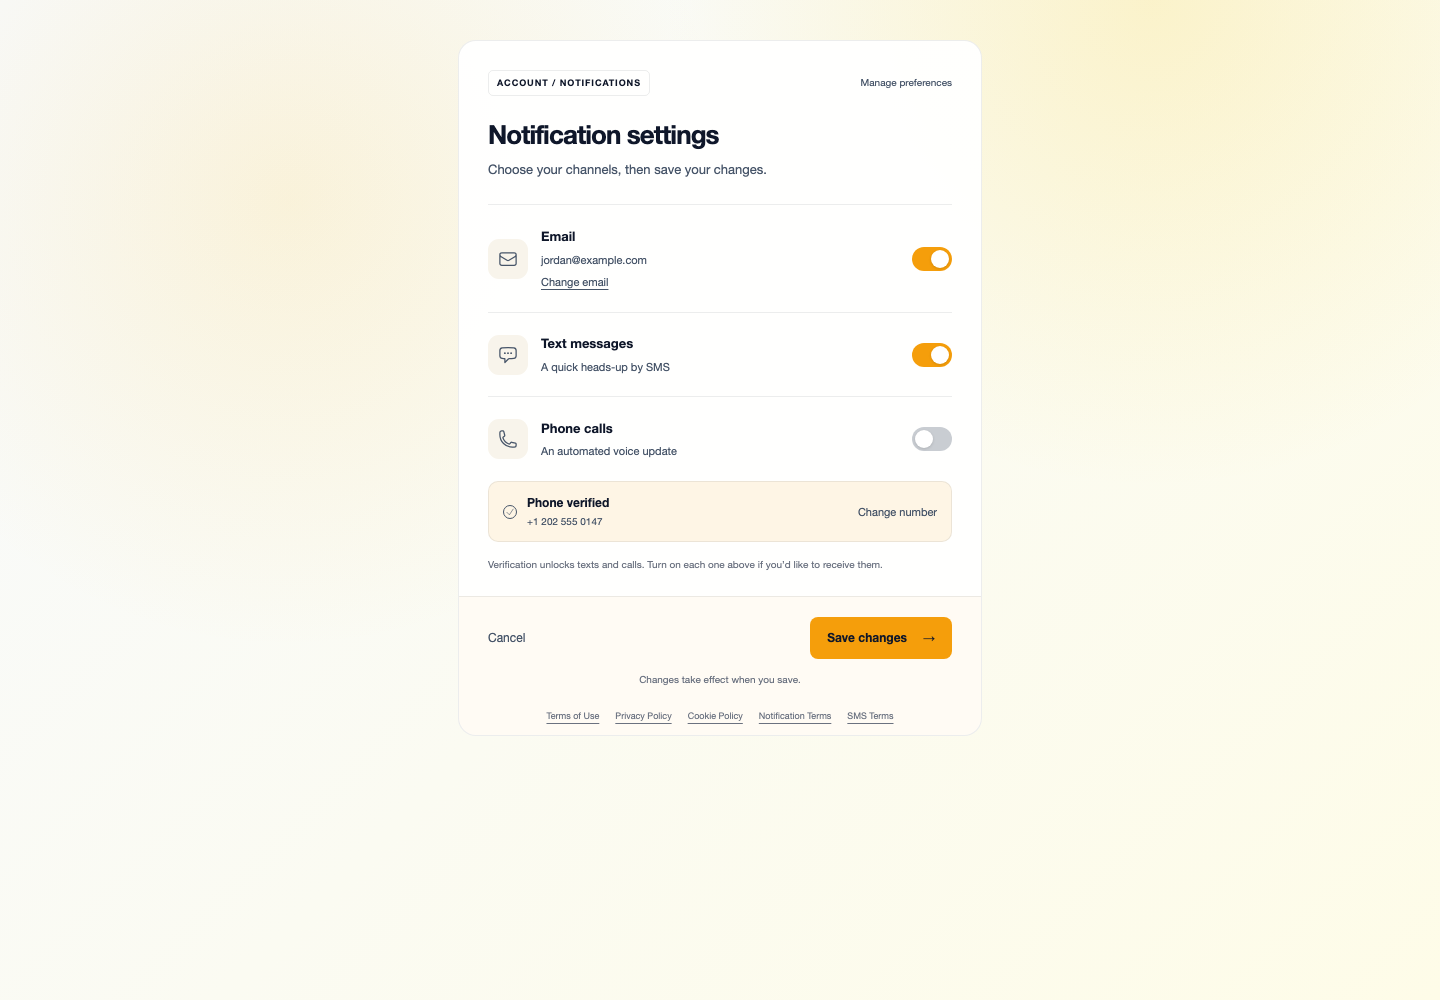 ACCOUNT / NOTIFICATIONS
Manage preferences
Notification settings
Choose your channels, then save your changes.
Email
jordan@example.com
Change email
Text messages
A quick heads-up by SMS
Phone calls
An automated voice update
Phone verified
+1 202 555 0147
Change number
Verification unlocks texts and calls. Turn on each one above if you'd like to receive them.
Cancel
Save changes →
Changes take effect when you save.
Terms of Use Privacy Policy Cookie Policy Notification Terms SMS Terms